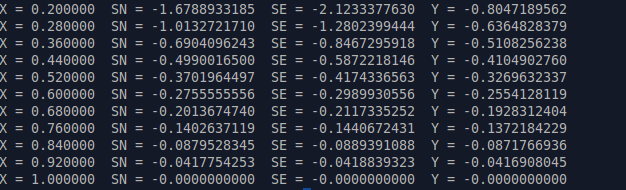 X = 0.200000 SN = -1.6788933185 SE = -2.1233377630 Y = -0.8047189562
X = 0.280000 SN = -1.0132721710 SE = -1.2802399444 Y = -0.6364828379
X = 0.360000 SN = -0.6904096243 SE = -0.8467295918 Y = -0.5108256238
X = 0.440000 SN = -0.4990016500 SE = -0.5872218146 Y = -0.4104902760
X = 0.520000 SN = -0.3701964497 SE = -0.4174336563 Y = -0.3269632337
X = 0.600000 SN = -0.2755555556 SE = -0.2989930556 Y = -0.2554128119
X = 0.680000 SN = -0.2013674740 SE = -0.2117335252 Y = -0.1928312404
X = 0.760000 SN = -0.1402637119 SE = -0.1440672431 Y = -0.1372184229
X = 0.840000 SN = -0.0879528345 SE = -0.0889391088 Y = -0.0871766936
X = 0.920000 SN = -0.0417754253 SE = -0.0418839323 Y = -0.0416908045
X = 1.000000 SN = -0.0000000000 SE = -0.0000000000 Y = -0.0000000000